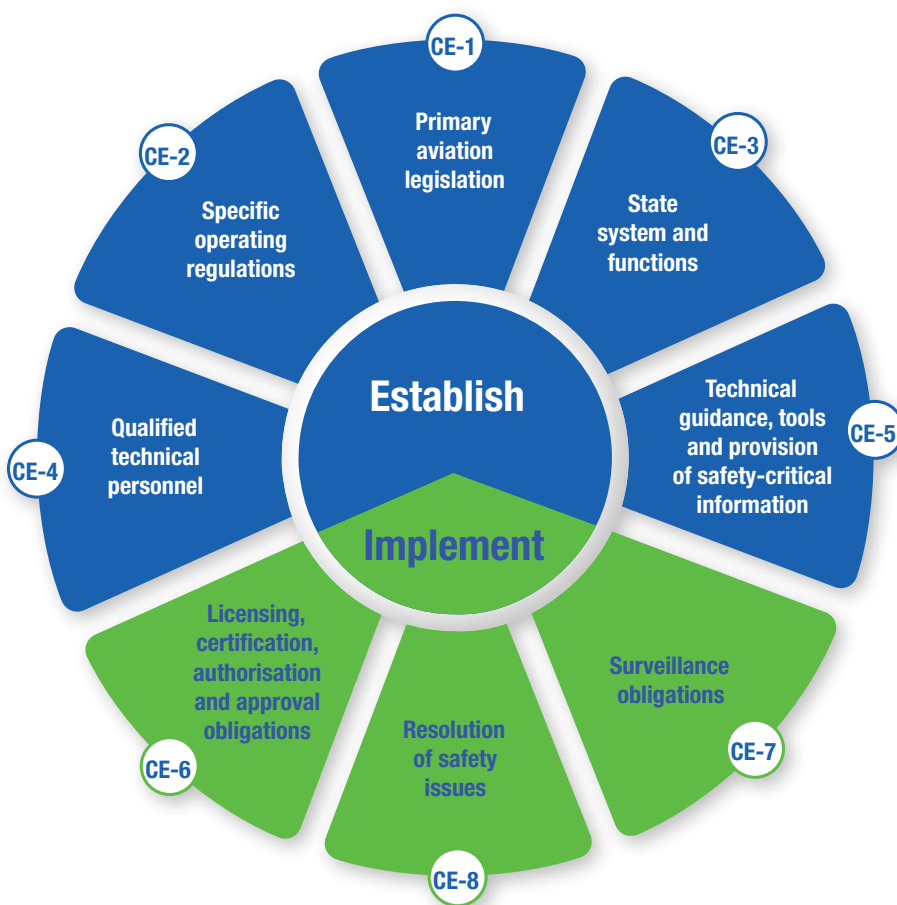 CE-1
Primary
aviation
legislation
CE-2
Specific
operating
regulations
CE-3
State
system and
functions
CE-4
Qualified
technical
personnel
Establish
Implement
CE-5
Technical
guidance, tools
and provision
of safety-critical
information
CE-6
Licensing,
certification,
authorisation
and approval
obligations
CE-7
Surveillance
obligations
CE-8
Resolution
of safety
issues